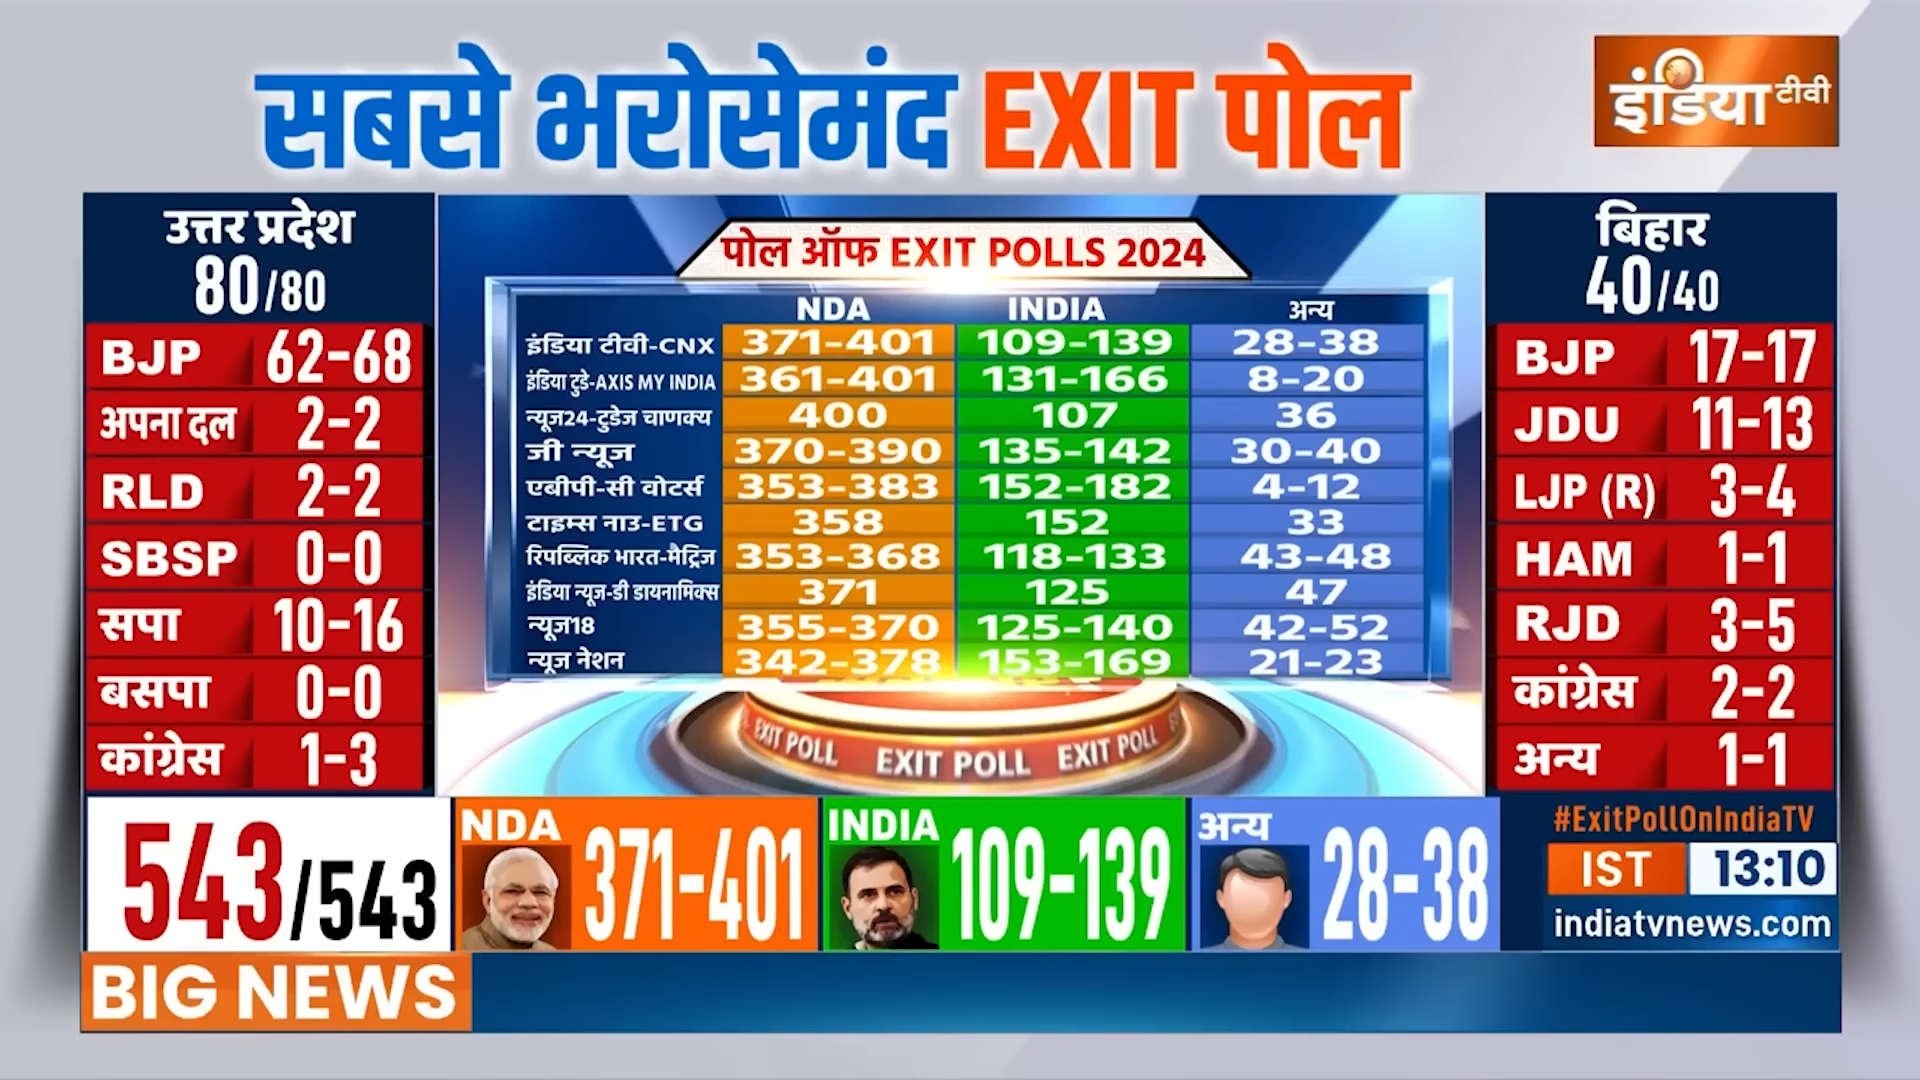 सबसे भरोसेमंद EXIT पोल
इंडिया टीवी
उत्तर प्रदेश
80/80
BJP 62-68
अपना दल 2-2
RLD 2-2
SBSP 0-0
सपा 10-16
बसपा 0-0
कांग्रेस 1-3
पोल ऑफ EXIT POLLS 2024
NDA INDIA अन्य
इंडिया टीवी-CNX 371-401 109-139 28-38
इंडिया टुडे-AXIS MY INDIA 361-401 131-166 8-20
न्यूज24-टुडेज चाणक्य 400 107 36
जी न्यूज 370-390 135-142 30-40
एबीपी-सी वोटर्स 353-383 152-182 4-12
टाइम्स नाउ-ETG 358 152 33
रिपब्लिक भारत-मैट्रिज 353-368 118-133 43-48
इंडिया न्यूज-डी डायनामिक्स 371 125 47
न्यूज18 355-370 125-140 42-52
न्यूज नेशन 342-378 153-169 21-23
EXIT POLL EXIT POLL EXIT POLL
बिहार
40/40
BJP 17-17
JDU 11-13
LJP (R) 3-4
HAM 1-1
RJD 3-5
कांग्रेस 2-2
अन्य 1-1
543/543
NDA 371-401
INDIA 109-139
अन्य 28-38
#ExitPollOnIndiaTV
IST 13:10
indiatvnews.com
BIG NEWS